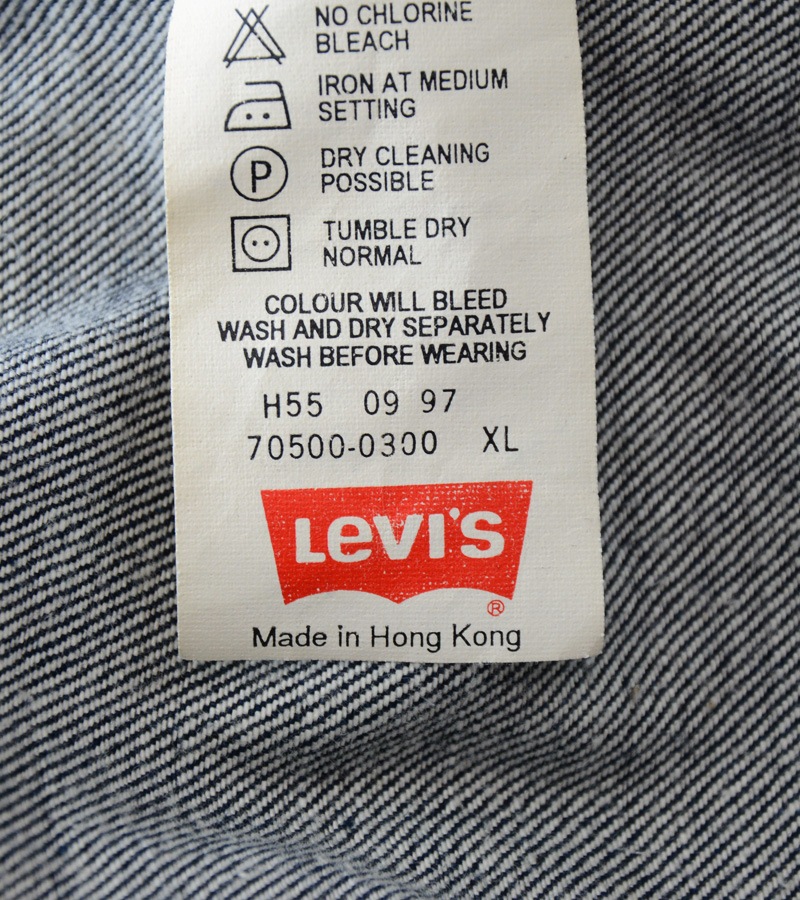 NO CHLORINE
BLEACH
IRON AT MEDIUM
SETTING
P
DRY CLEANING
POSSIBLE
TUMBLE DRY
NORMAL
COLOUR WILL BLEED
WASH AND DRY SEPARATELY
WASH BEFORE WEARING
H55 09 97
70500-0300 XL
Levi's
®
Made in Hong Kong